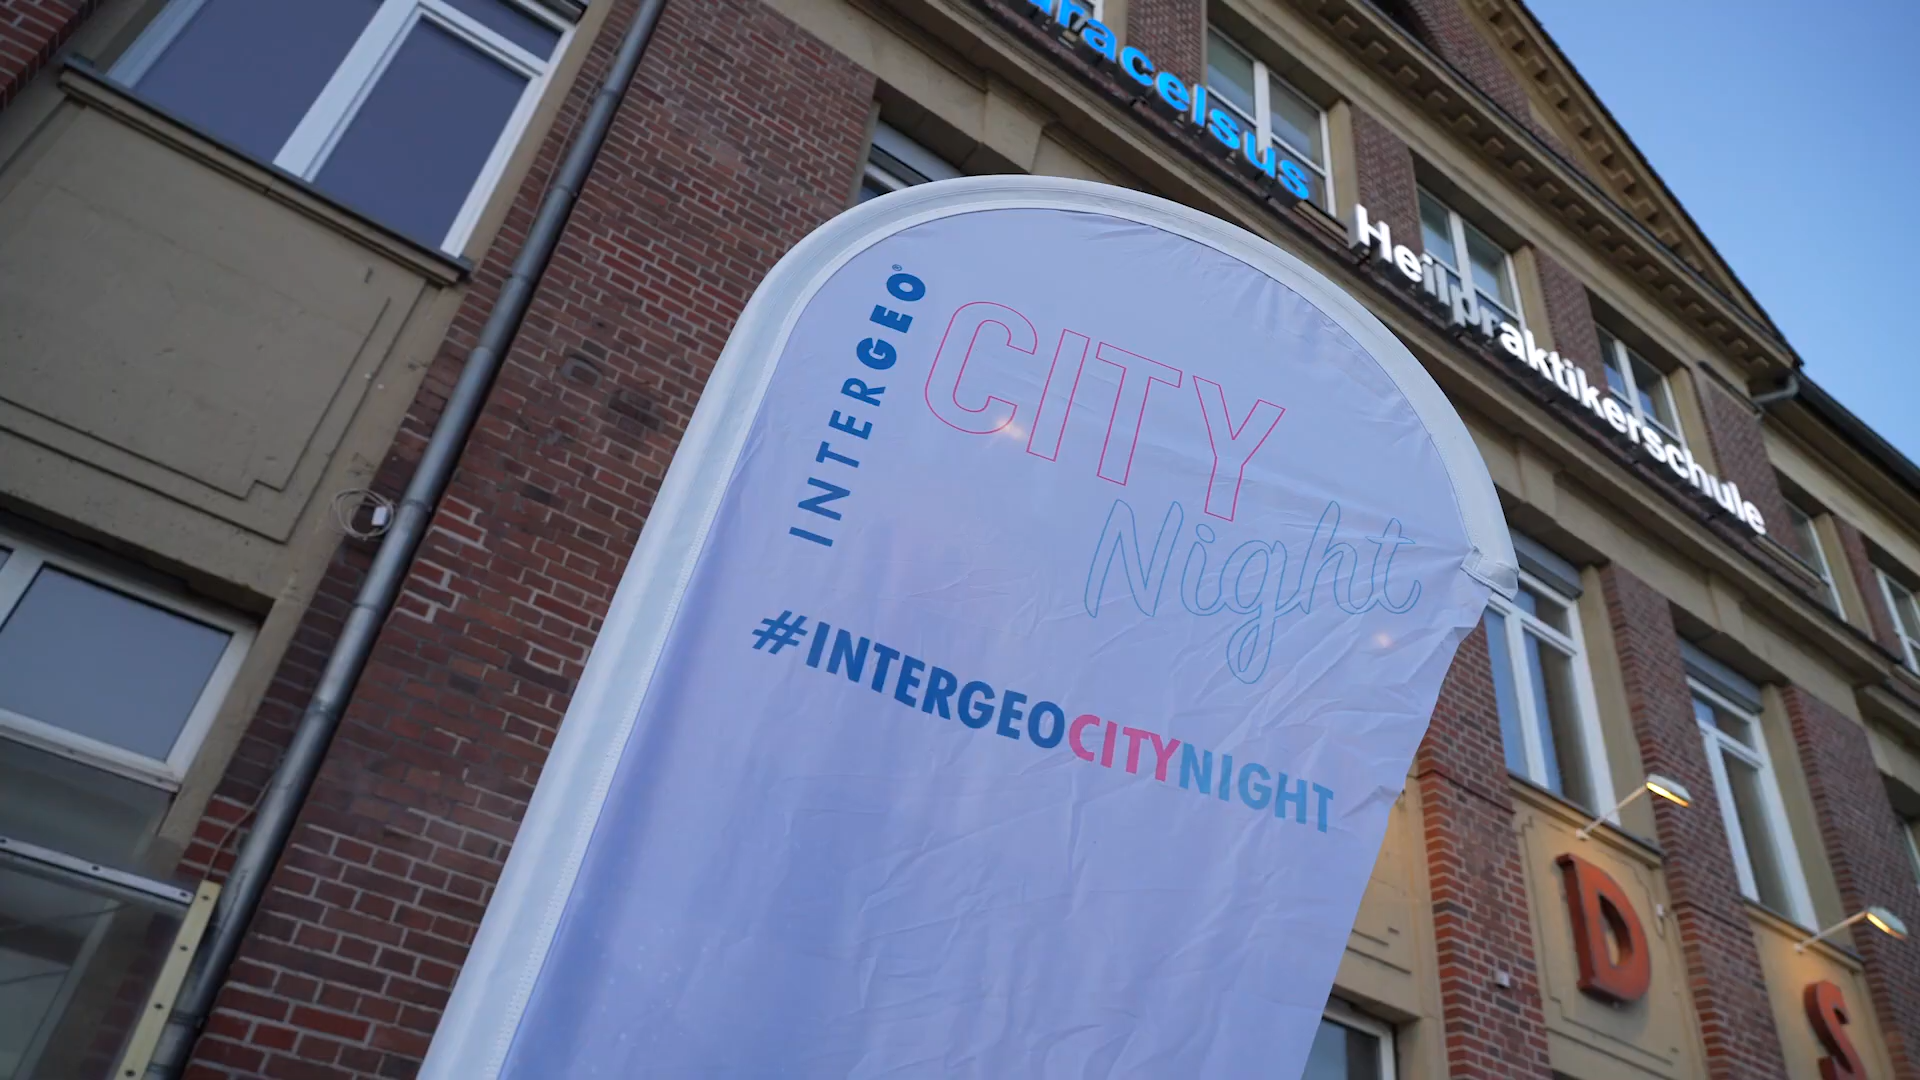 aracelsus
Heilpraktikerschule
INTERGEO®
CITY
Night
#INTERGEOCITYNIGHT
D
S